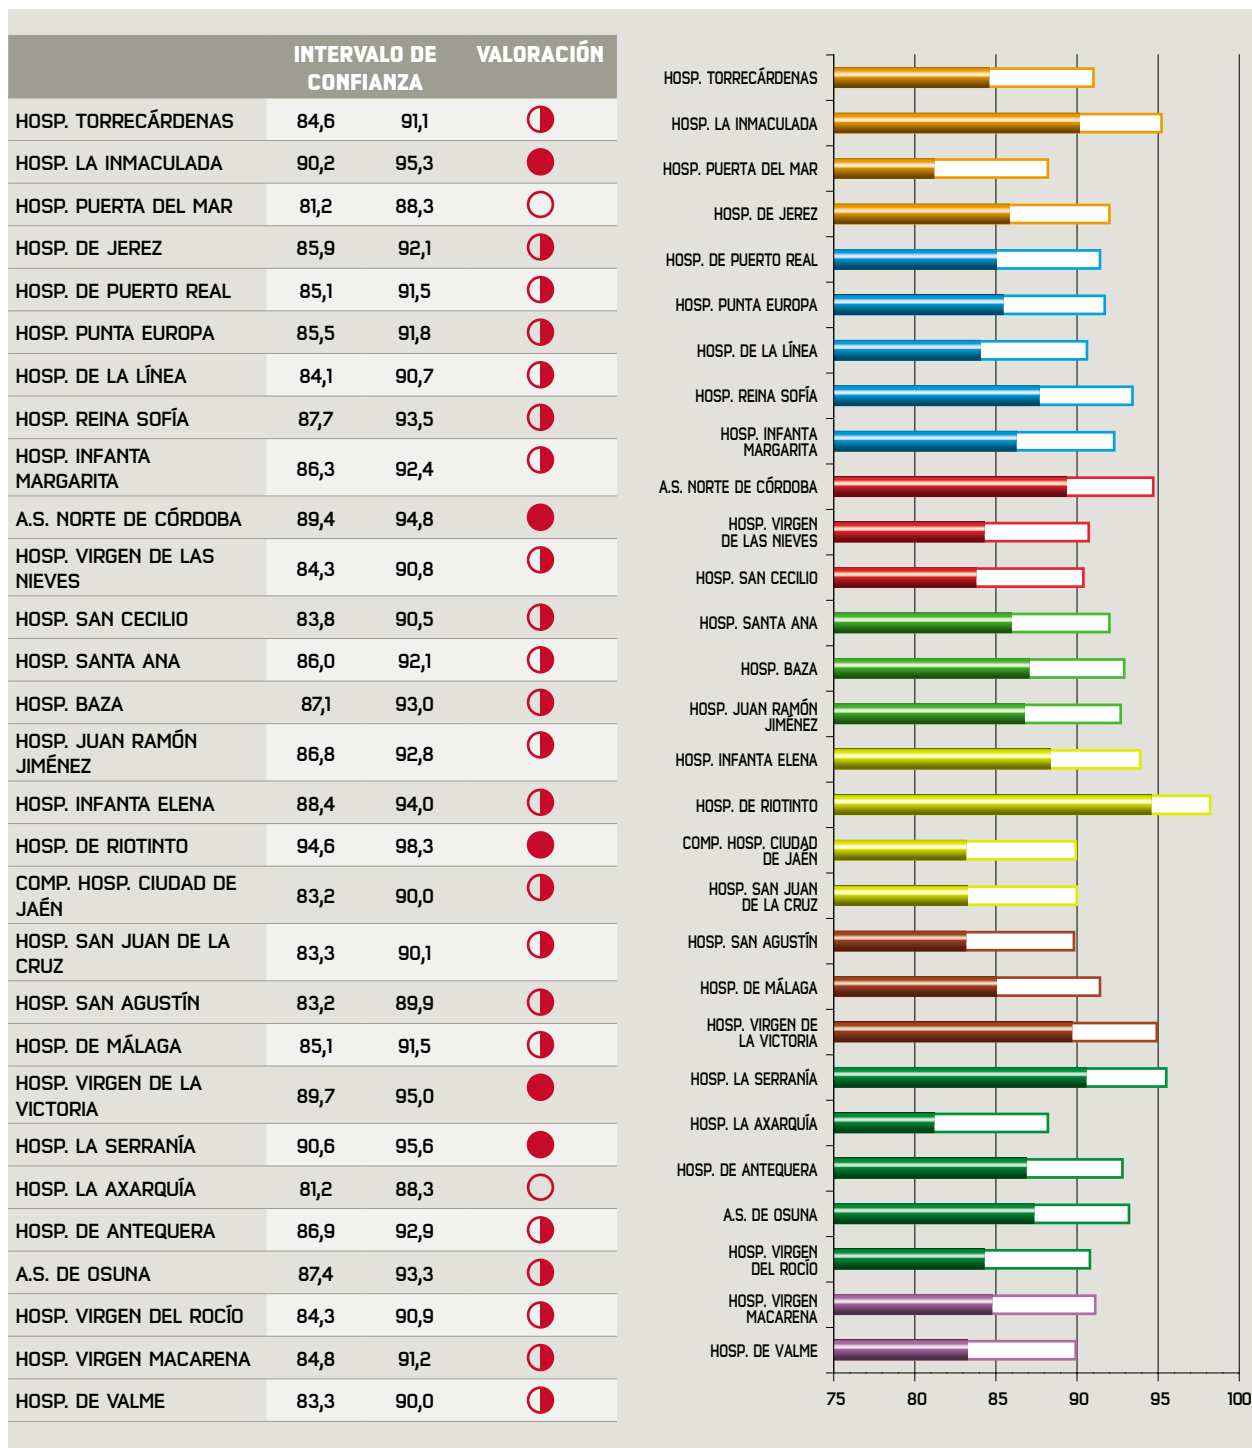 INTERVALO DE CONFIANZA VALORACIÓN
HOSP. TORRECÁRDENAS 84,6 91,1
HOSP. LA INMACULADA 90,2 95,3
HOSP. PUERTA DEL MAR 81,2 88,3
HOSP. DE JEREZ 85,9 92,1
HOSP. DE PUERTO REAL 85,1 91,5
HOSP. PUNTA EUROPA 85,5 91,8
HOSP. DE LA LÍNEA 84,1 90,7
HOSP. REINA SOFÍA 87,7 93,5
HOSP. INFANTA
MARGARITA 86,3 92,4
A.S. NORTE DE CÓRDOBA 89,4 94,8
HOSP. VIRGEN DE LAS
NIEVES 84,3 90,8
HOSP. SAN CECILIO 83,8 90,5
HOSP. SANTA ANA 86,0 92,1
HOSP. BAZA 87,1 93,0
HOSP. JUAN RAMÓN
JIMÉNEZ 86,8 92,8
HOSP. INFANTA ELENA 88,4 94,0
HOSP. DE RIOTINTO 94,6 98,3
COMP. HOSP. CIUDAD DE
JAÉN 83,2 90,0
HOSP. SAN JUAN DE LA
CRUZ 83,3 90,1
HOSP. SAN AGUSTÍN 83,2 89,9
HOSP. DE MÁLAGA 85,1 91,5
HOSP. VIRGEN DE LA
VICTORIA 89,7 95,0
HOSP. LA SERRANÍA 90,6 95,6
HOSP. LA AXARQUÍA 81,2 88,3
HOSP. DE ANTEQUERA 86,9 92,9
A.S. DE OSUNA 87,4 93,3
HOSP. VIRGEN DEL ROCÍO 84,3 90,9
HOSP. VIRGEN MACARENA 84,8 91,2
HOSP. DE VALME 83,3 90,0
HOSP. TORRECÁRDENAS
HOSP. LA INMACULADA
HOSP. PUERTA DEL MAR
HOSP. DE JEREZ
HOSP. DE PUERTO REAL
HOSP. PUNTA EUROPA
HOSP. DE LA LÍNEA
HOSP. REINA SOFÍA
HOSP. INFANTA
MARGARITA
A.S. NORTE DE CÓRDOBA
HOSP. VIRGEN
DE LAS NIEVES
HOSP. SAN CECILIO
HOSP. SANTA ANA
HOSP. BAZA
HOSP. JUAN RAMÓN
JIMÉNEZ
HOSP. INFANTA ELENA
HOSP. DE RIOTINTO
COMP. HOSP. CIUDAD
DE JAÉN
HOSP. SAN JUAN
DE LA CRUZ
HOSP. SAN AGUSTÍN
HOSP. DE MÁLAGA
HOSP. VIRGEN DE
LA VICTORIA
HOSP. LA SERRANÍA
HOSP. LA AXARQUÍA
HOSP. DE ANTEQUERA
A.S. DE OSUNA
HOSP. VIRGEN
DEL ROCÍO
HOSP. VIRGEN
MACARENA
HOSP. DE VALME
75 80 85 90 95 100